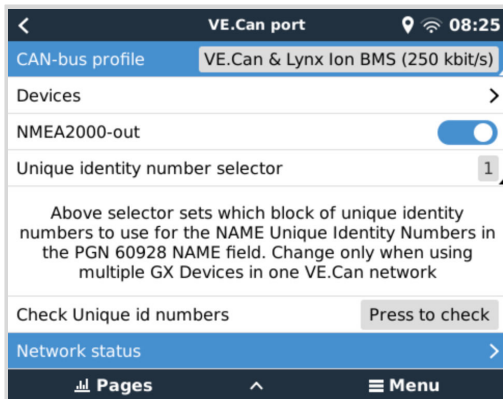 VE.Can port 08:25
CAN-bus profile VE.Can & Lynx Ion BMS (250 kbit/s)
Devices
NMEA2000-out
Unique identity number selector 1
Above selector sets which block of unique identity
numbers to use for the NAME Unique Identity Numbers in
the PGN 60928 NAME field. Change only when using
multiple GX Devices in one VE.Can network
Check Unique id numbers Press to check
Network status
Pages Menu